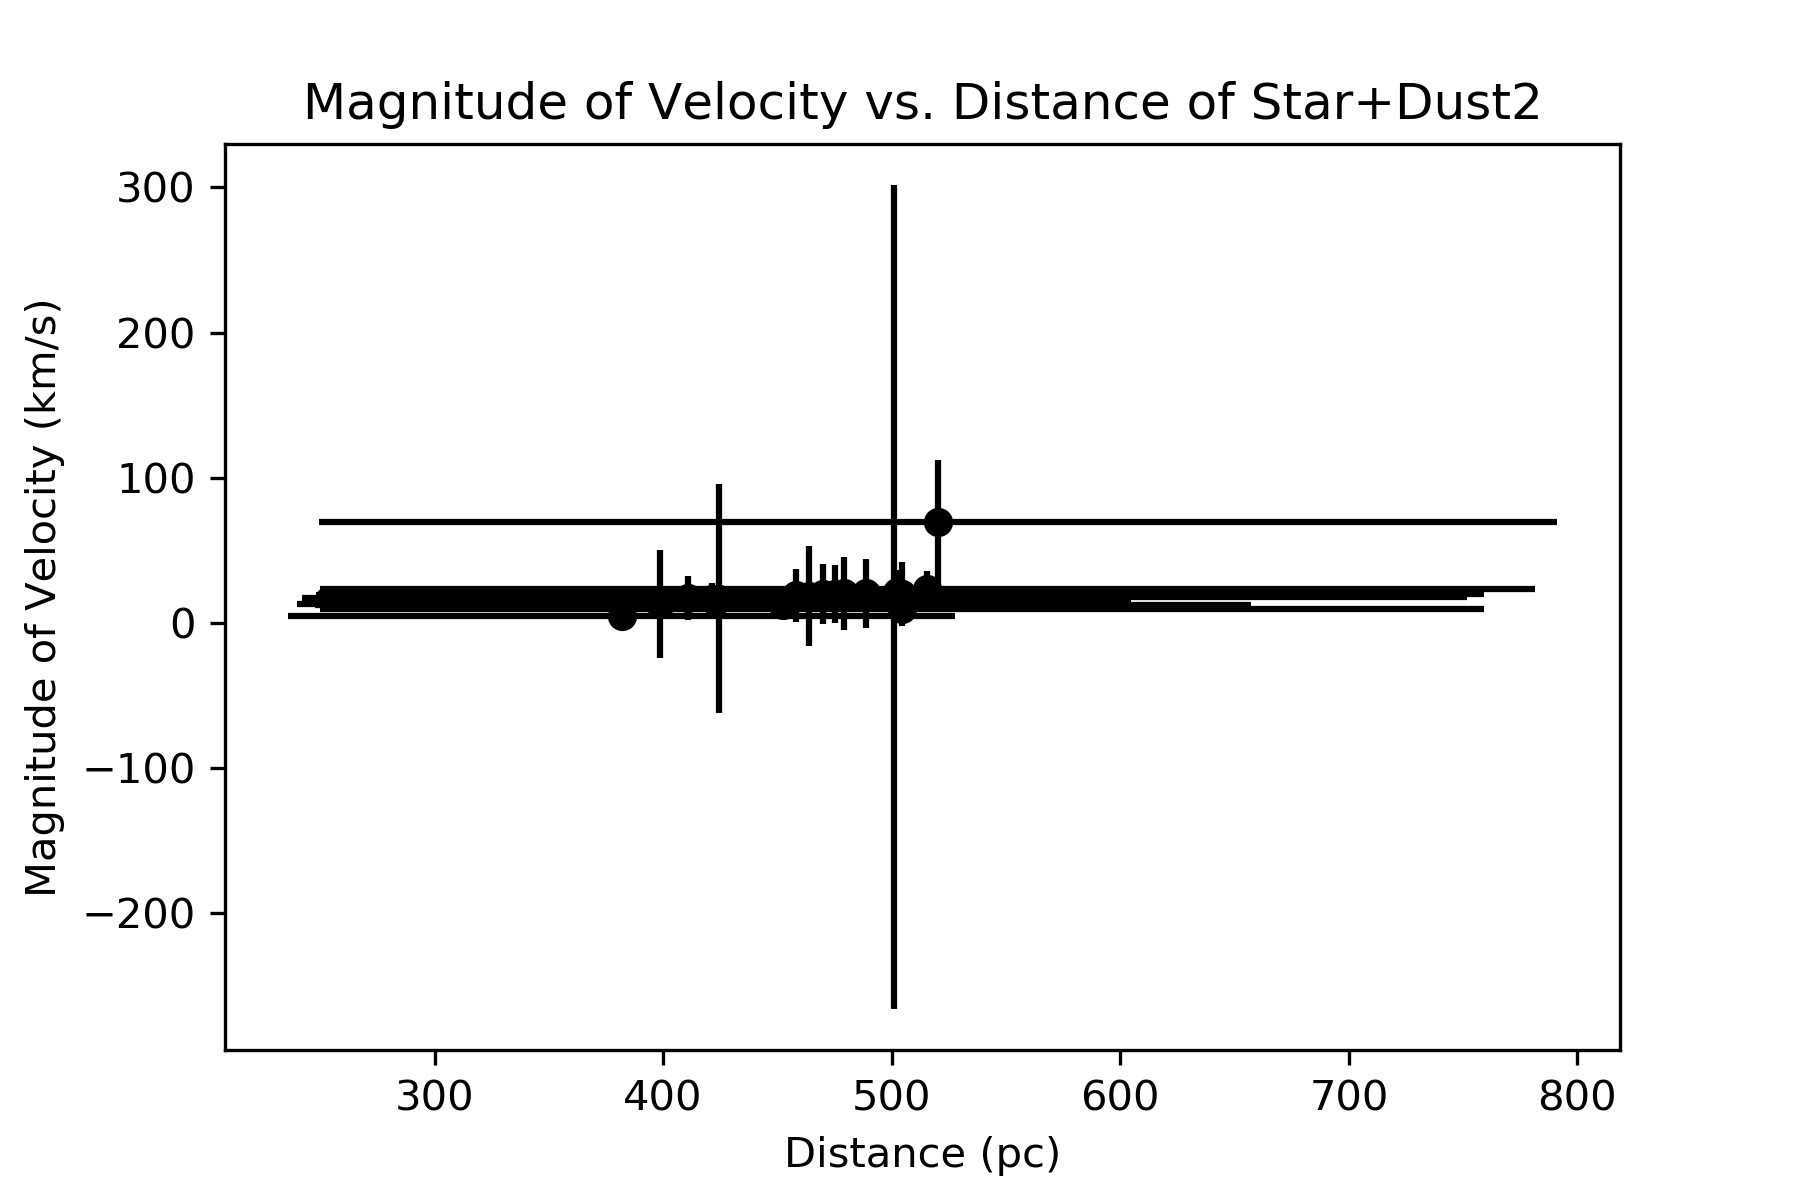 Magnitude of Velocity vs. Distance of Star+Dust2
Magnitude of Velocity (km/s)
300
200
100
0
−100
−200
300 400 500 600 700 800
Distance (pc)